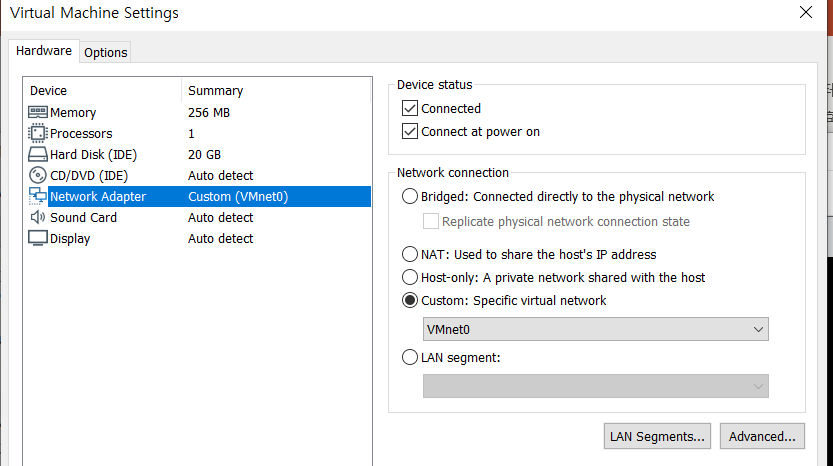 Virtual Machine Settings
Hardware Options
Device Summary
Memory 256 MB
Processors 1
Hard Disk (IDE) 20 GB
CD/DVD (IDE) Auto detect
Network Adapter Custom (VMnet0)
Sound Card Auto detect
Display Auto detect
Device status
Connected
Connect at power on
Network connection
Bridged: Connected directly to the physical network
Replicate physical network connection state
NAT: Used to share the host's IP address
Host-only: A private network shared with the host
Custom: Specific virtual network
VMnet0
LAN segment:
LAN Segments... Advanced...